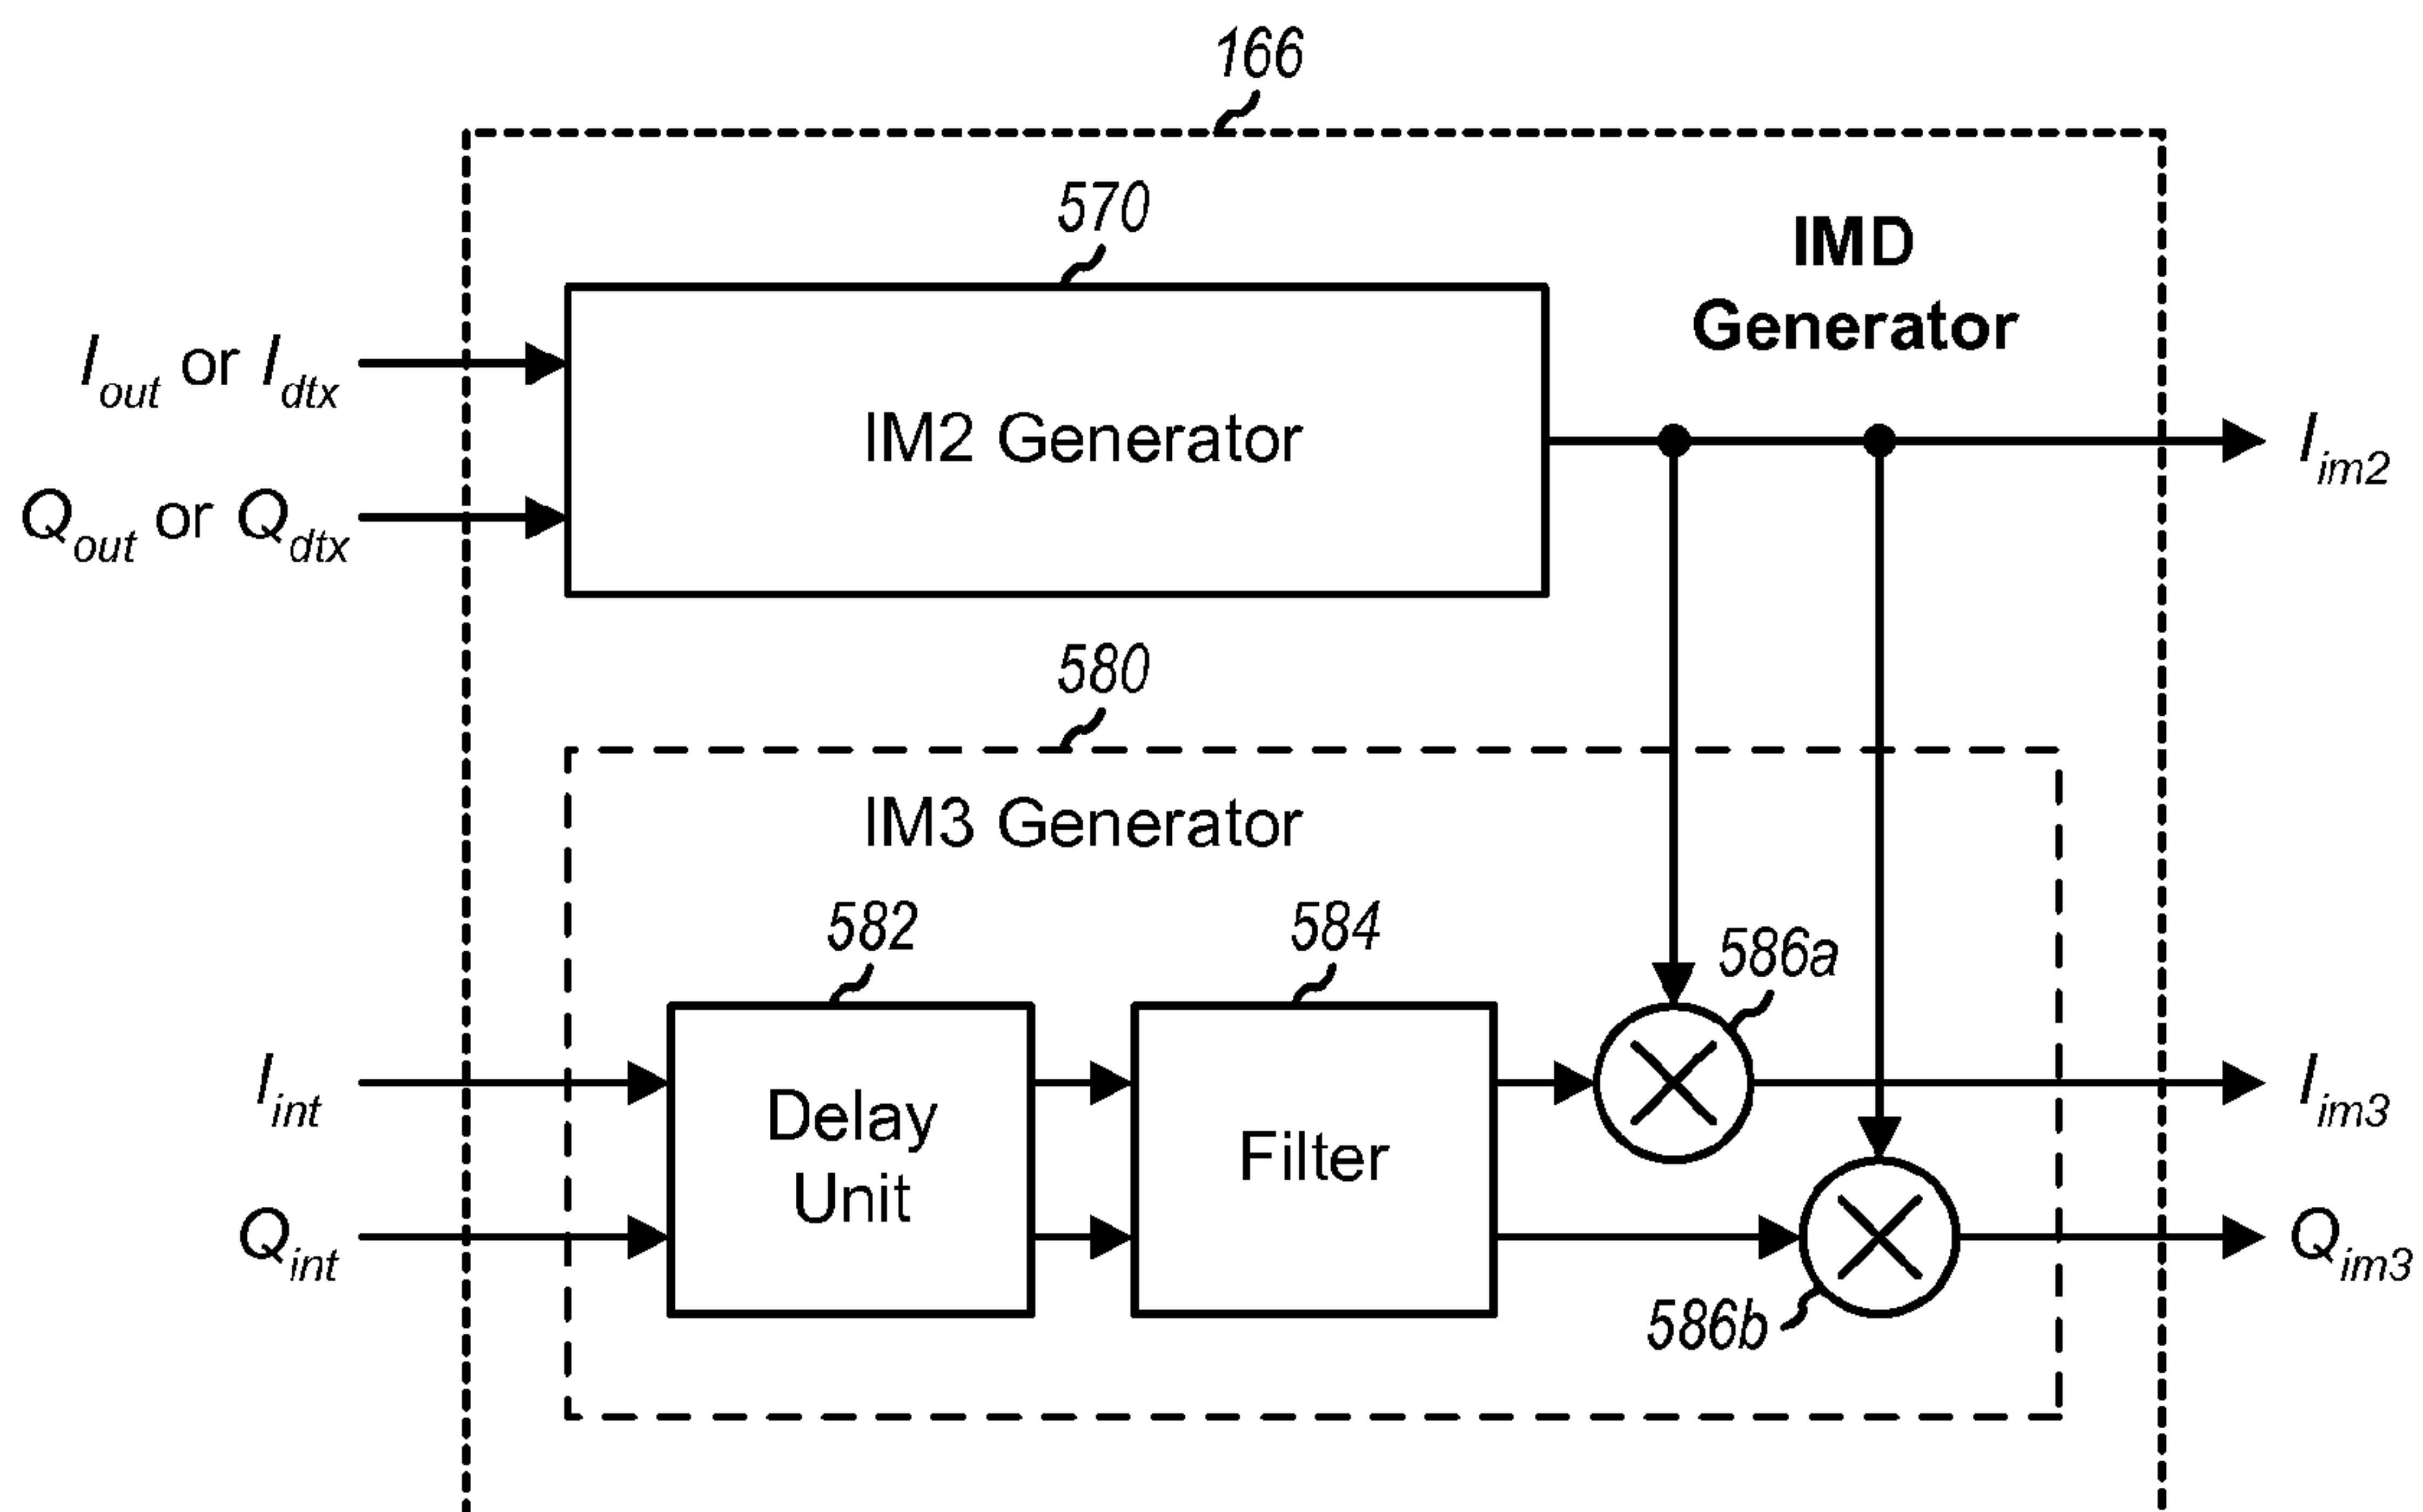 166
570
IMD
Generator
I_out or I_dtx
IM2 Generator
I_im2
Q_out or Q_dtx
580
IM3 Generator
582
584
586a
I_int
Delay
Unit
Filter
I_im3
Q_int
Q_im3
586b